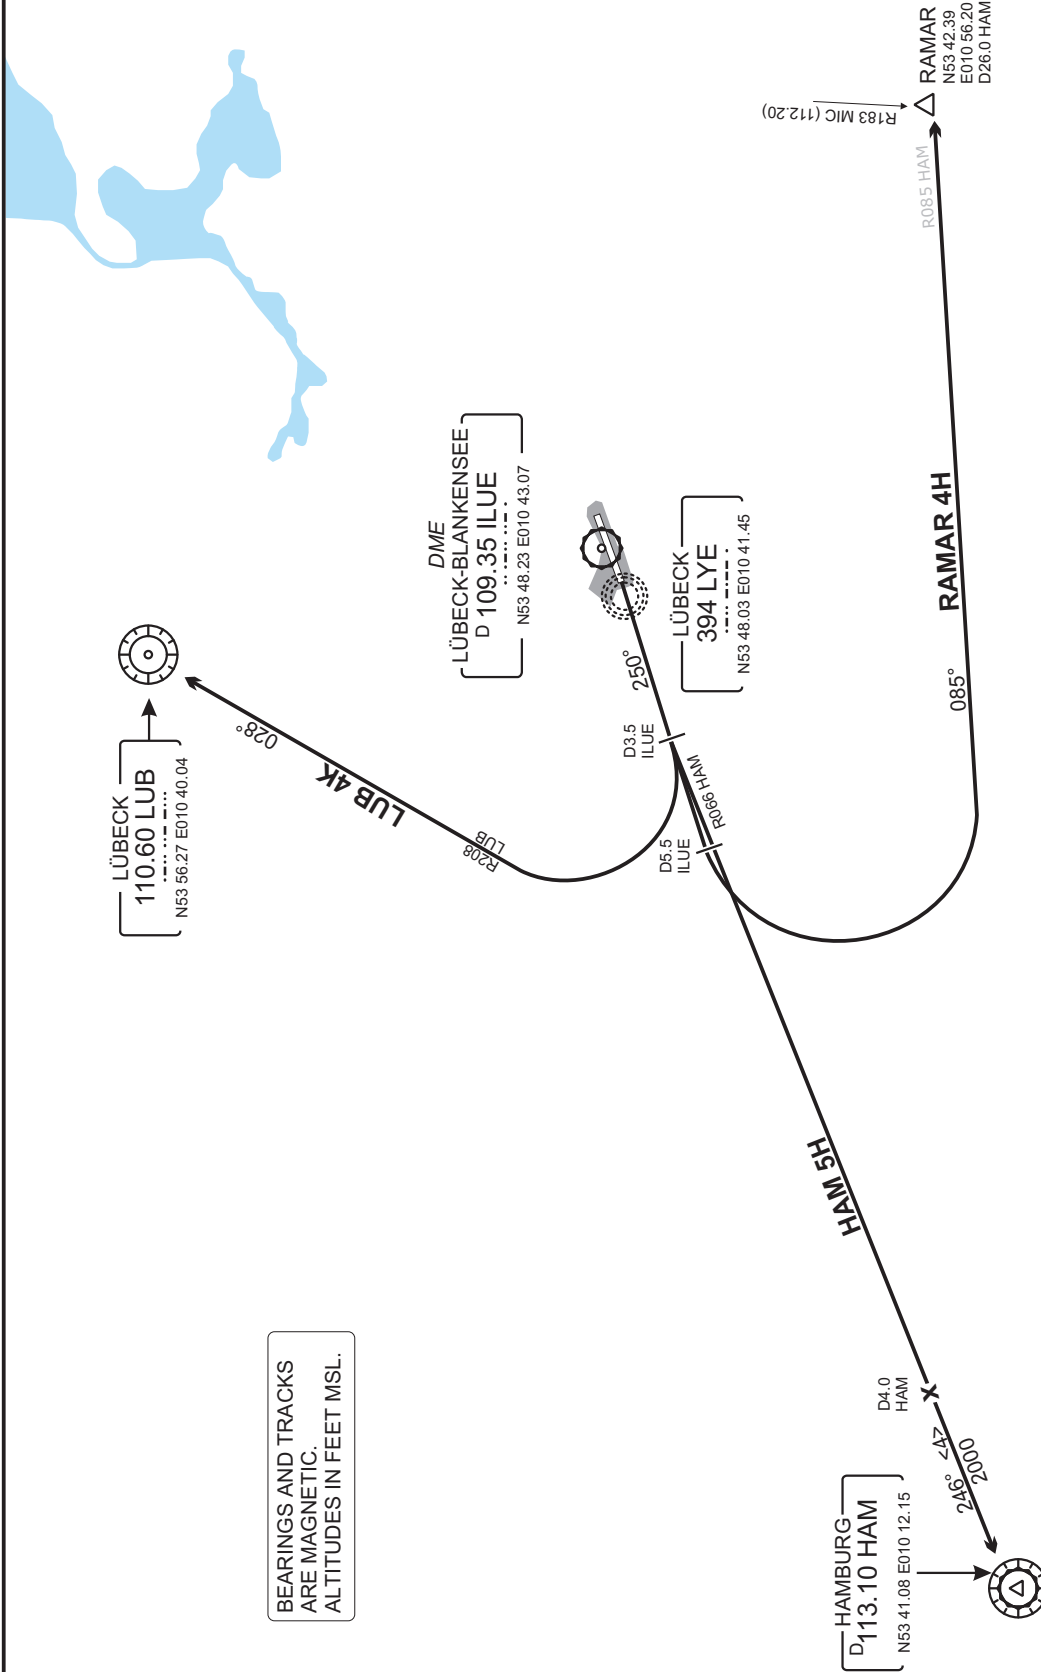 LÜBECK
110.60 LUB
N53 56.27 E010 40.04
028°
LUB 4K
R208
LUB
DME
LÜBECK-BLANKENSEE
D 109.35 ILUE
N53 48.23 E010 43.07
LÜBECK
394 LYE
N53 48.03 E010 41.45
250°
D3.5
ILUE
D5.5
ILUE
R066 HAM
R183 MIC (112.20)
RAMAR
N53 42.39
E010 56.20
D26.0 HAM
R085 HAM
RAMAR 4H
085°
HAM 5H
BEARINGS AND TRACKS
ARE MAGNETIC.
ALTITUDES IN FEET MSL.
D4.0
HAM
X
246° <4>
2000
HAMBURG
D 113.10 HAM
N53 41.08 E010 12.15